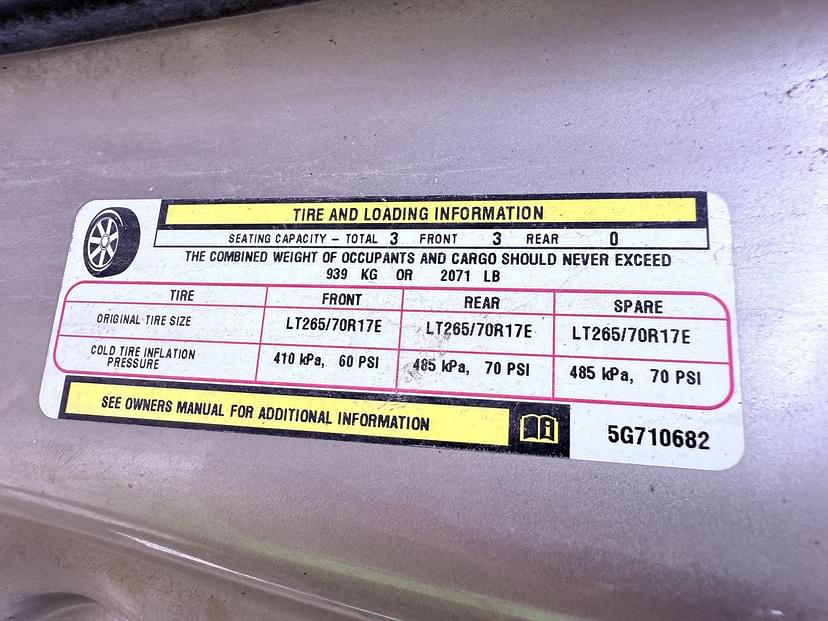 TIRE AND LOADING INFORMATION
SEATING CAPACITY – TOTAL 3 FRONT 3 REAR 0
THE COMBINED WEIGHT OF OCCUPANTS AND CARGO SHOULD NEVER EXCEED
939 KG OR 2071 LB
TIRE FRONT REAR SPARE
ORIGINAL TIRE SIZE LT265/70R17E LT265/70R17E LT265/70R17E
COLD TIRE INFLATION
PRESSURE 410 kPa, 60 PSI 485 kPa, 70 PSI 485 kPa, 70 PSI
SEE OWNERS MANUAL FOR ADDITIONAL INFORMATION
5G710682